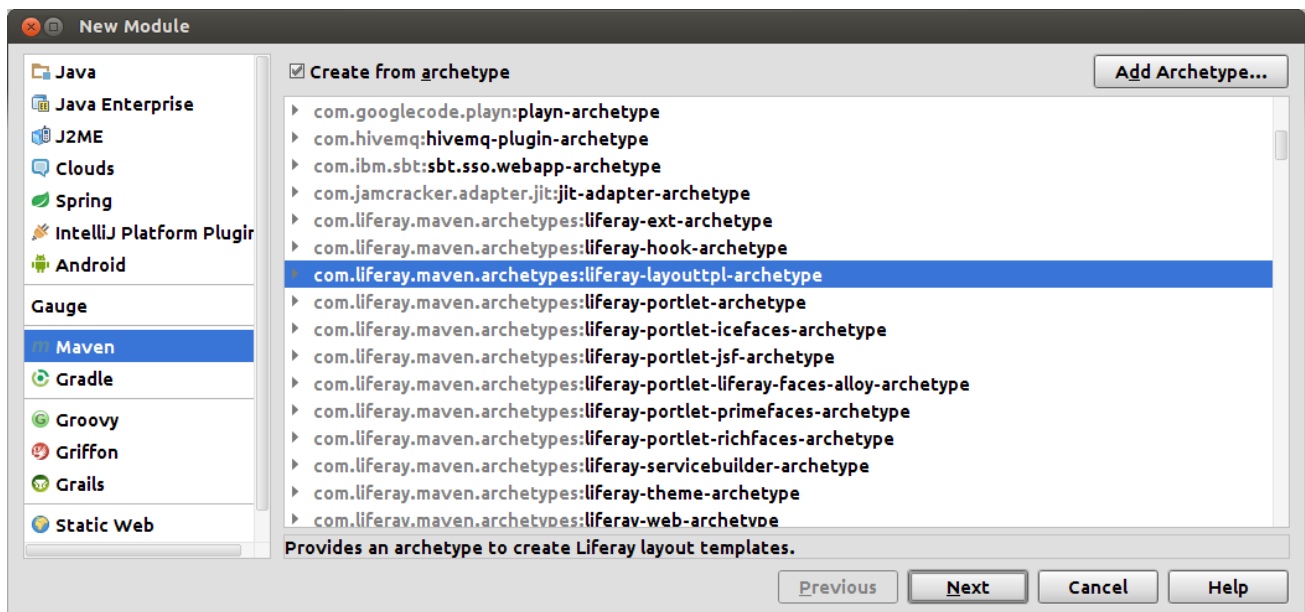 New Module
Java
Java Enterprise
J2ME
Clouds
Spring
IntelliJ Platform Plugin
Android
Gauge
Maven
Gradle
Groovy
Griffon
Grails
Static Web
Create from archetype
Add Archetype...
com.googlecode.playn:playn-archetype
com.hivemq:hivemq-plugin-archetype
com.ibm.sbt:sbt.sso.webapp-archetype
com.jamcracker.adapter.jit:jit-adapter-archetype
com.liferay.maven.archetypes:liferay-ext-archetype
com.liferay.maven.archetypes:liferay-hook-archetype
com.liferay.maven.archetypes:liferay-layouttpl-archetype
com.liferay.maven.archetypes:liferay-portlet-archetype
com.liferay.maven.archetypes:liferay-portlet-icefaces-archetype
com.liferay.maven.archetypes:liferay-portlet-jsf-archetype
com.liferay.maven.archetypes:liferay-portlet-liferay-faces-alloy-archetype
com.liferay.maven.archetypes:liferay-portlet-primefaces-archetype
com.liferay.maven.archetypes:liferay-portlet-richfaces-archetype
com.liferay.maven.archetypes:liferay-servicebuilder-archetype
com.liferay.maven.archetypes:liferay-theme-archetype
com.liferay.maven.archetypes:liferay-web-archetype
Provides an archetype to create Liferay layout templates.
Previous
Next
Cancel
Help